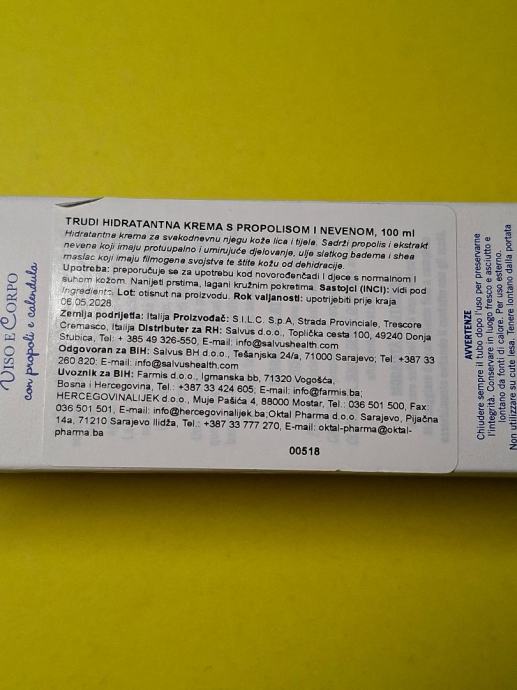 TRUDI HIDRATANTNA KREMA S PROPOLISOM I NEVENOM, 100 ml
Hidratantna krema za svakodnevnu njegu kože lica i tijela. Sadrži propolis i ekstrakt
nevena koji imaju protuupalno i umirujuće djelovanje, ulje slatkog badema i shea
maslac koji imaju filmogena svojstva te štite kožu od dehidracije.
Upotreba: preporučuje se za upotrebu kod novorođenčadi I djece s normalnom I
suhom kožom. Nanijeti prstima, lagani kružnim pokretima. Sastojci (INCI): vidi pod
Ingredients. Lot: otisnut na proizvodu. Rok valjanosti: upotrijebiti prije kraja
06.05.2028
Zemlja podrijetla: Italija Proizvođač: S.I.L.C. S.p.A, Strada Provinciale, Trescore
Cremasco, Italija Distributer za RH: Salvus d.o.o., Toplička cesta 100, 49240 Donja
Stubica, Tel: + 385 49 326-550, E-mail: info@salvushealth.com
Odgovoran za BiH: Salvus BH d.o.o., Tešanjska 24/a, 71000 Sarajevo; Tel: +387 33
260 820; E-mail: info@salvushealth.com
Uvoznik za BiH: Farmis d.o.o., Igmanska bb, 71320 Vogošća,
Bosna i Hercegovina, Tel.: +387 33 424 605; E-mail: info@farmis.ba;
HERCEGOVINALIJEK d.o.o., Muje Pašića 4, 88000 Mostar, Tel.: 036 501 500, Fax:
036 501 501, E-mail: info@hercegovinalijek.ba;Oktal Pharma d.o.o. Sarajevo, Pijačna
14a, 71210 Sarajevo Ilidža, Tel.: +387 33 777 270, E-mail: oktal-pharma@oktal-
pharma.ba
00518
VISO E CORPO
con propoli e calendula
AVVERTENZE
Chiudere sempre il tubo dopo l'uso per preservarne
l'integrità. Conservare in luogo fresco e asciutto e
lontano da fonti di calore. Per uso esterno.
Non utilizzare su cute lesa. Tenere lontano dalla portata